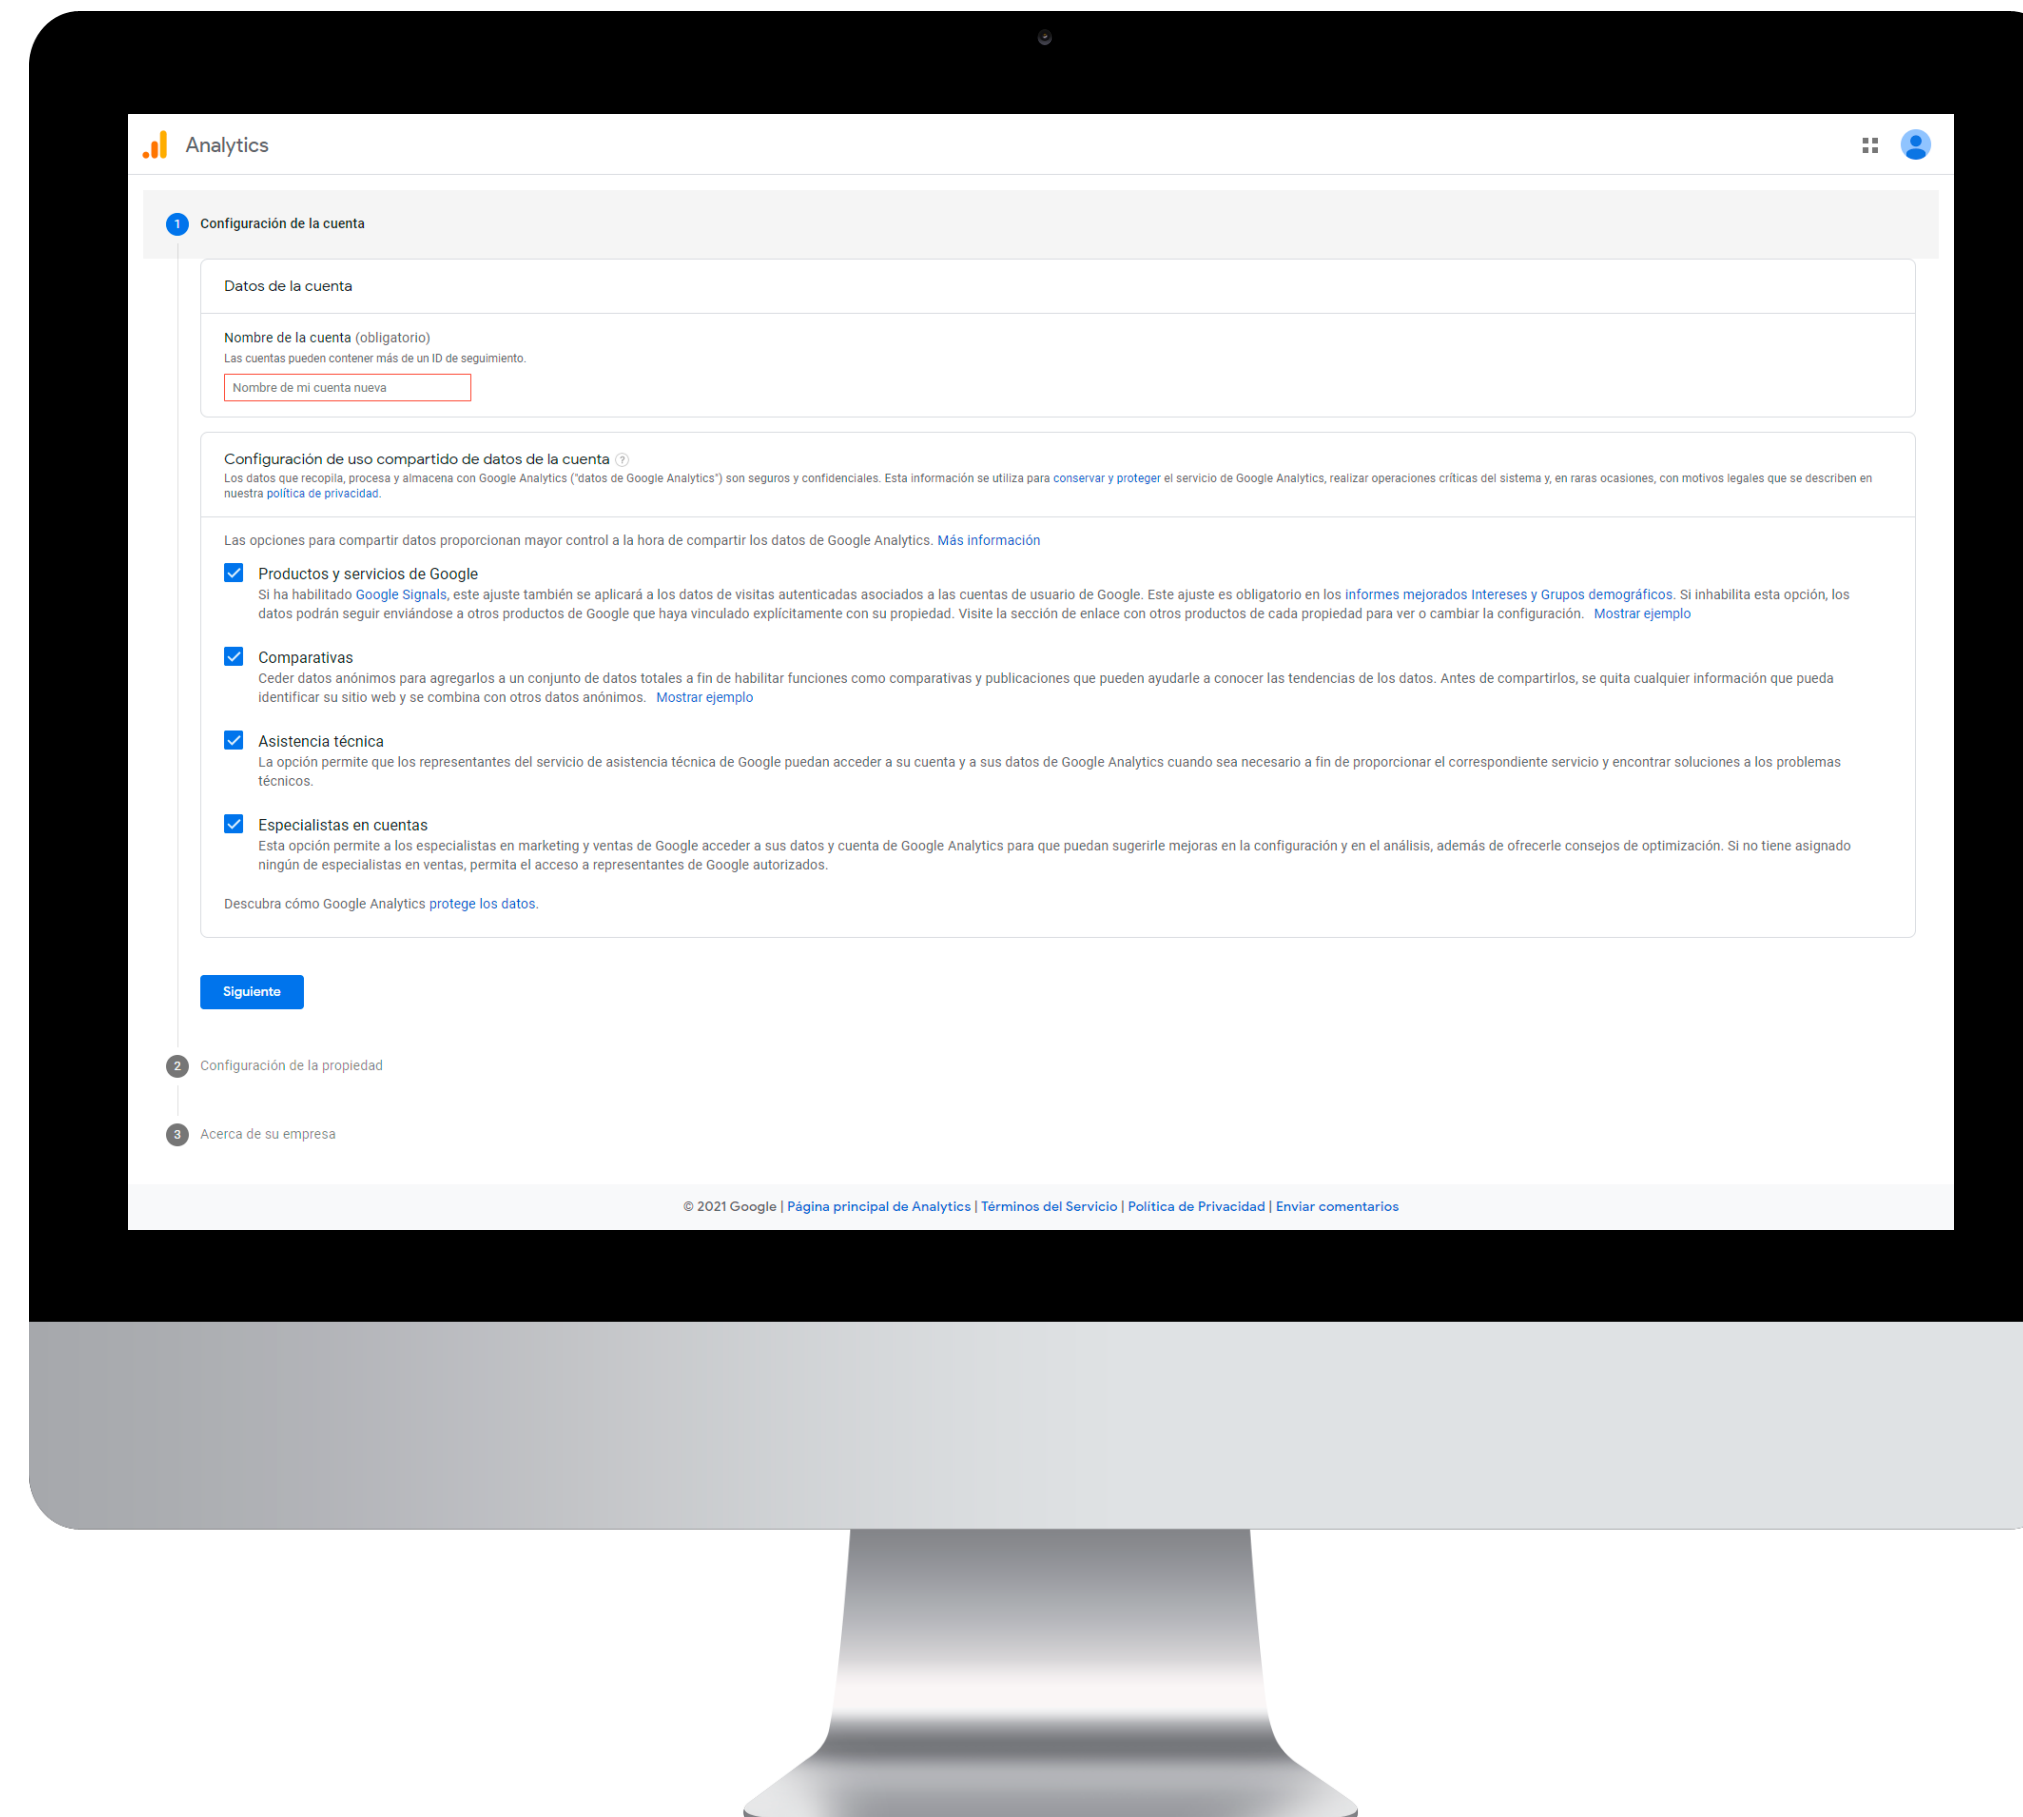 Analytics
1 Configuración de la cuenta
Datos de la cuenta
Nombre de la cuenta (obligatorio)
Las cuentas pueden contener más de un ID de seguimiento.
Nombre de mi cuenta nueva
Configuración de uso compartido de datos de la cuenta ?
Los datos que recopila, procesa y almacena con Google Analytics ("datos de Google Analytics") son seguros y confidenciales. Esta información se utiliza para conservar y proteger el servicio de Google Analytics, realizar operaciones críticas del sistema y, en raras ocasiones, con motivos legales que se describen en
nuestra política de privacidad.
Las opciones para compartir datos proporcionan mayor control a la hora de compartir los datos de Google Analytics. Más información
Productos y servicios de Google
Si ha habilitado Google Signals, este ajuste también se aplicará a los datos de visitas autenticadas asociados a las cuentas de usuario de Google. Este ajuste es obligatorio en los informes mejorados Intereses y Grupos demográficos. Si inhabilita esta opción, los
datos podrán seguir enviándose a otros productos de Google que haya vinculado explícitamente con su propiedad. Visite la sección de enlace con otros productos de cada propiedad para ver o cambiar la configuración. Mostrar ejemplo
Comparativas
Ceder datos anónimos para agregarlos a un conjunto de datos totales a fin de habilitar funciones como comparativas y publicaciones que pueden ayudarle a conocer las tendencias de los datos. Antes de compartirlos, se quita cualquier información que pueda
identificar su sitio web y se combina con otros datos anónimos. Mostrar ejemplo
Asistencia técnica
La opción permite que los representantes del servicio de asistencia técnica de Google puedan acceder a su cuenta y a sus datos de Google Analytics cuando sea necesario a fin de proporcionar el correspondiente servicio y encontrar soluciones a los problemas
técnicos.
Especialistas en cuentas
Esta opción permite a los especialistas en marketing y ventas de Google acceder a sus datos y cuenta de Google Analytics para que puedan sugerirle mejoras en la configuración y en el análisis, además de ofrecerle consejos de optimización. Si no tiene asignado
ningún de especialistas en ventas, permita el acceso a representantes de Google autorizados.
Descubra cómo Google Analytics protege los datos.
Siguiente
2 Configuración de la propiedad
3 Acerca de su empresa
© 2021 Google | Página principal de Analytics | Términos del Servicio | Política de Privacidad | Enviar comentarios